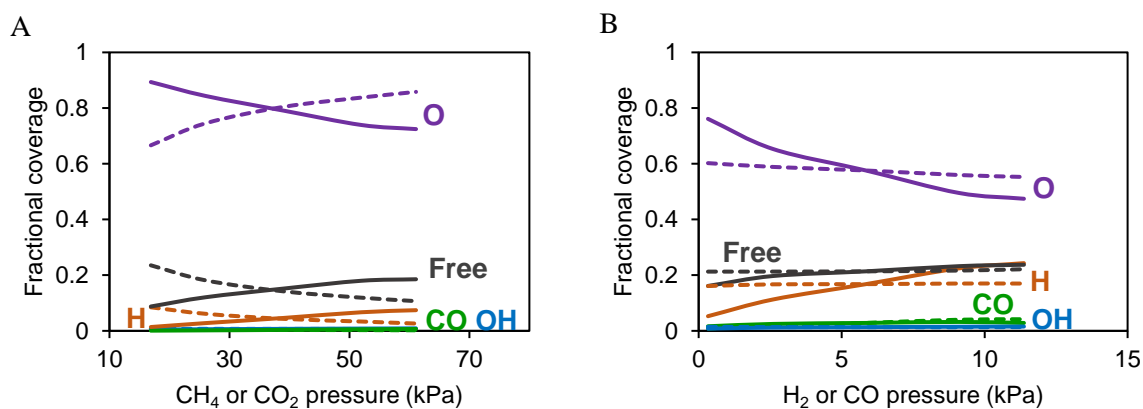 A
Fractional coverage
1
0.8
0.6
0.4
0.2
0
O
Free
H
CO OH
10 30 50 70
CH₄ or CO₂ pressure (kPa)
B
Fractional coverage
1
0.8
0.6
0.4
0.2
0
O
Free
H
CO
OH
0 5 10 15
H₂ or CO pressure (kPa)